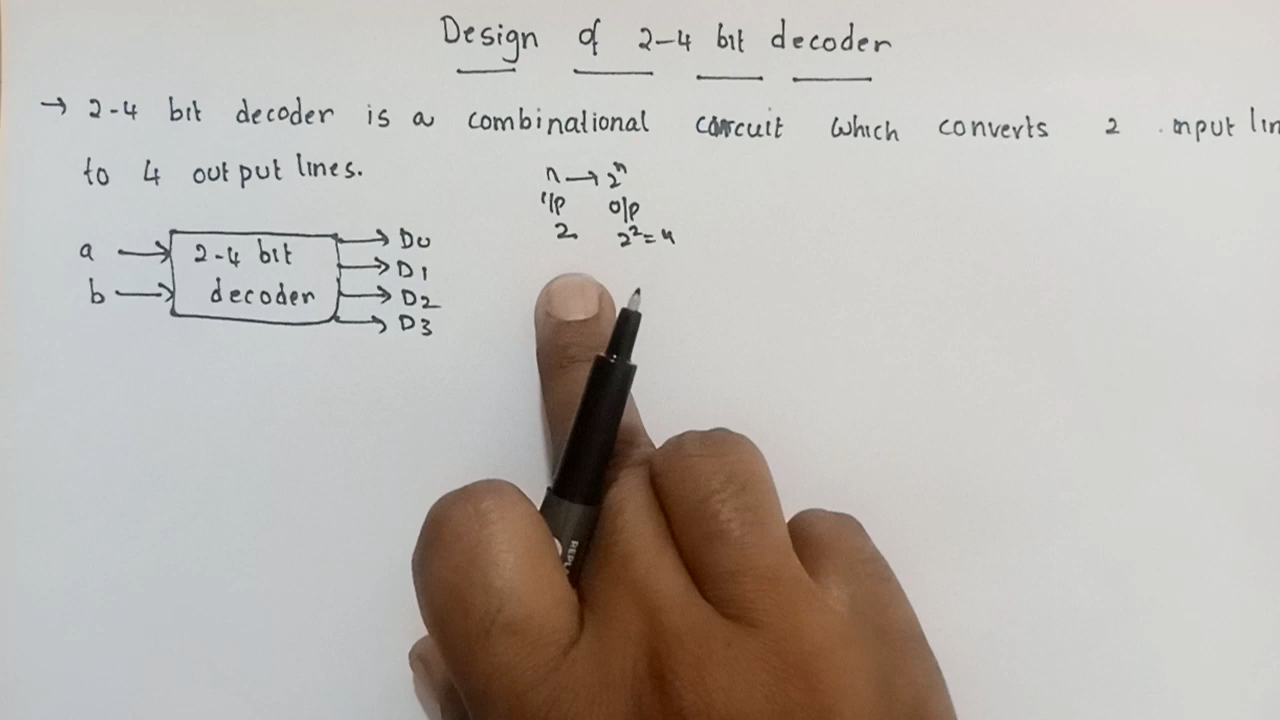 Design of 2-4 bit decoder
→ 2-4 bit decoder is a combinational circuit which converts 2 input lin
to 4 output lines.
n → 2ⁿ
i/p o/p
2 2²=4
a
b
2-4 bit
decoder
D0
D1
D2
D3
REPL